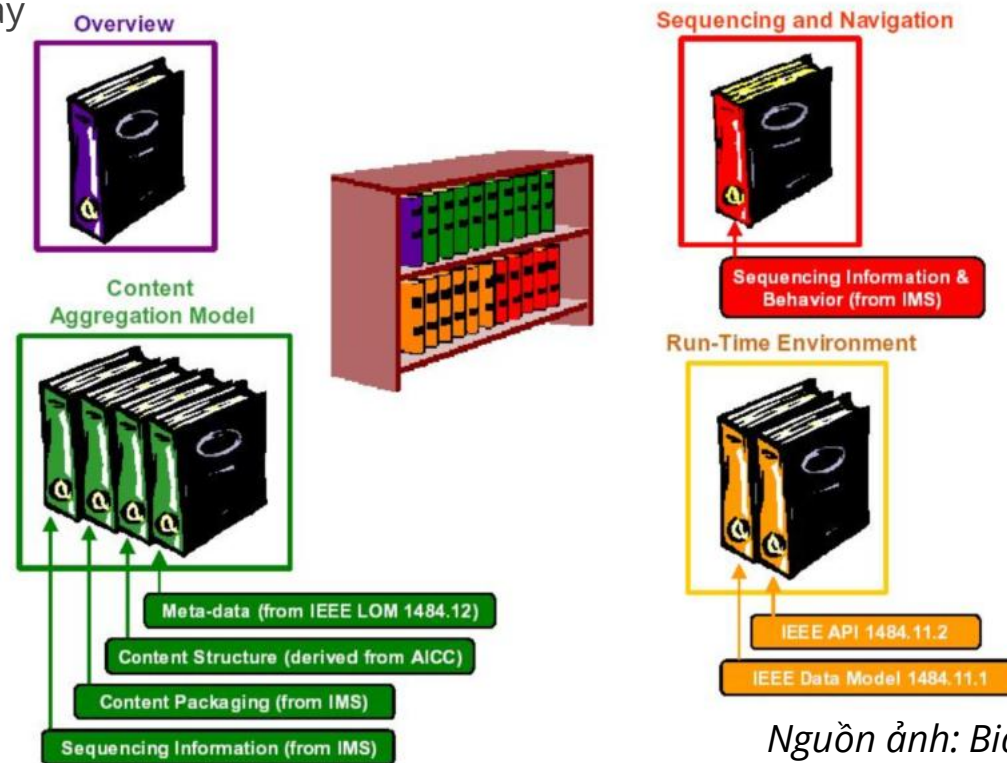 Overview
Sequencing and Navigation
Sequencing Information &
Behavior (from IMS)
Content
Aggregation Model
Run-Time Environment
Meta-data (from IEEE LOM 1484.12)
Content Structure (derived from AICC)
Content Packaging (from IMS)
Sequencing Information (from IMS)
IEEE API 1484.11.2
IEEE Data Model 1484.11.1
Nguồn ảnh: